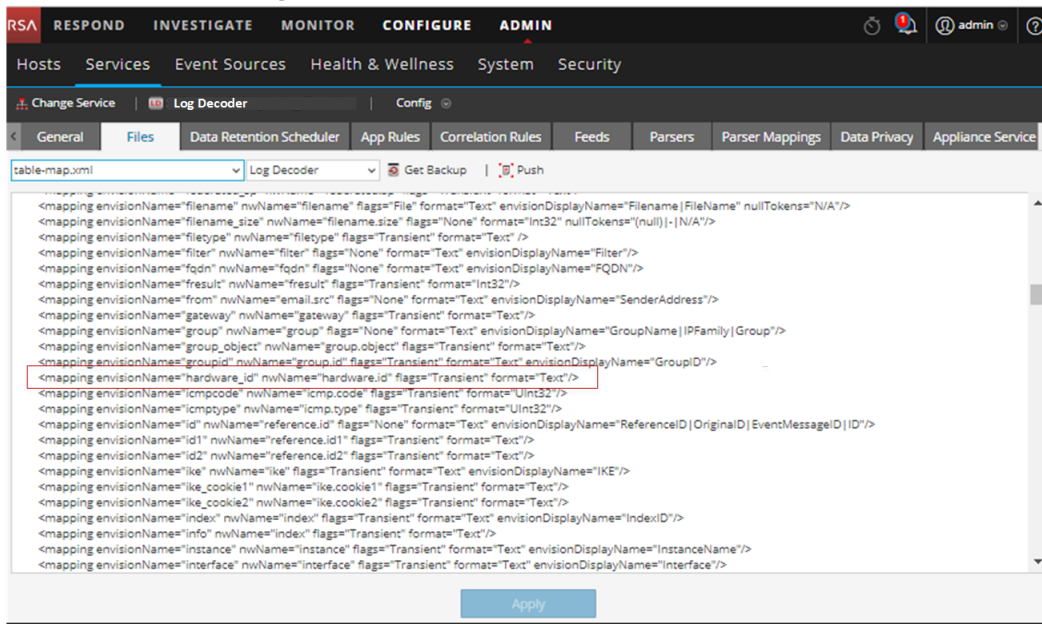 RSA RESPOND INVESTIGATE MONITOR CONFIGURE ADMIN 1 admin
Hosts Services Event Sources Health & Wellness System Security
Change Service | LD Log Decoder | Config
General Files Data Retention Scheduler App Rules Correlation Rules Feeds Parsers Parser Mappings Data Privacy Appliance Service
table-map.xml Log Decoder Get Backup | Push
<mapping envisionName="filename" nwName="filename" flags="File" format="Text" envisionDisplayName="Filename|FileName" nullTokens="N/A"/>
<mapping envisionName="filename_size" nwName="filename.size" flags="None" format="Int32" nullTokens="(null)|-|N/A"/>
<mapping envisionName="filetype" nwName="filetype" flags="Transient" format="Text" />
<mapping envisionName="filter" nwName="filter" flags="None" format="Text" envisionDisplayName="Filter"/>
<mapping envisionName="fqdn" nwName="fqdn" flags="None" format="Text" envisionDisplayName="FQDN"/>
<mapping envisionName="fresult" nwName="fresult" flags="Transient" format="Int32"/>
<mapping envisionName="from" nwName="email.src" flags="None" format="Text" envisionDisplayName="SenderAddress"/>
<mapping envisionName="gateway" nwName="gateway" flags="Transient" format="Text"/>
<mapping envisionName="group" nwName="group" flags="None" format="Text" envisionDisplayName="GroupName|IPFamily|Group"/>
<mapping envisionName="group_object" nwName="group.object" flags="Transient" format="Text"/>
<mapping envisionName="groupid" nwName="group.id" flags="Transient" format="Text" envisionDisplayName="GroupID"/>
<mapping envisionName="hardware_id" nwName="hardware.id" flags="Transient" format="Text"/>
<mapping envisionName="icmpcode" nwName="icmp.code" flags="Transient" format="UInt32"/>
<mapping envisionName="icmptype" nwName="icmp.type" flags="Transient" format="UInt32"/>
<mapping envisionName="id" nwName="reference.id" flags="None" format="Text" envisionDisplayName="ReferenceID|OriginalID|EventMessageID|ID"/>
<mapping envisionName="id1" nwName="reference.id1" flags="Transient" format="Text"/>
<mapping envisionName="id2" nwName="reference.id2" flags="Transient" format="Text"/>
<mapping envisionName="ike" nwName="ike" flags="Transient" format="Text" envisionDisplayName="IKE"/>
<mapping envisionName="ike_cookie1" nwName="ike.cookie1" flags="Transient" format="Text"/>
<mapping envisionName="ike_cookie2" nwName="ike.cookie2" flags="Transient" format="Text"/>
<mapping envisionName="index" nwName="index" flags="Transient" format="Text" envisionDisplayName="IndexID"/>
<mapping envisionName="info" nwName="index" flags="Transient" format="Text"/>
<mapping envisionName="instance" nwName="instance" flags="Transient" format="Text" envisionDisplayName="InstanceName"/>
<mapping envisionName="interface" nwName="interface" flags="Transient" format="Text" envisionDisplayName="Interface"/>
Apply